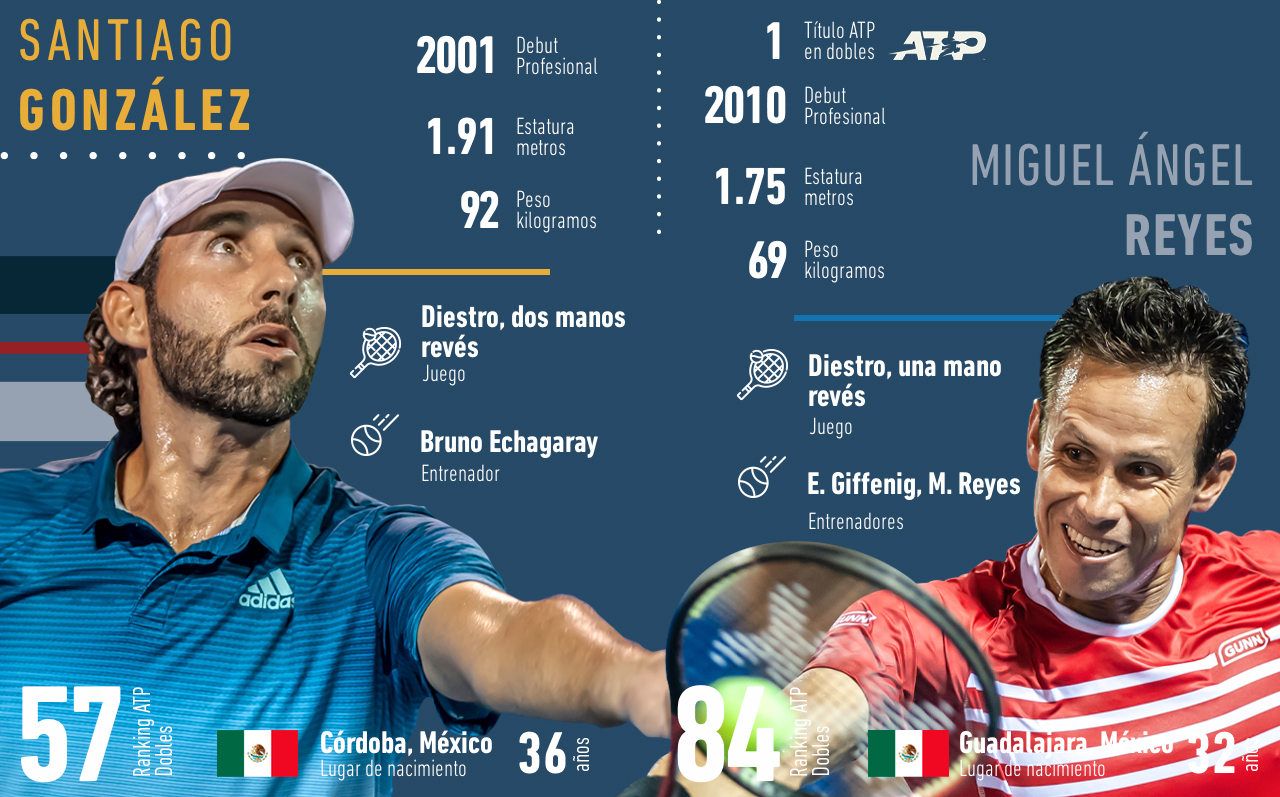 SANTIAGO
GONZÁLEZ
2001
Debut
Profesional
1.91
Estatura
metros
92
Peso
kilogramos
Diestro, dos manos
revés
Juego
Bruno Echagaray
Entrenador
adidas
57
Ranking ATP
Dobles
Córdoba, México
Lugar de nacimiento
36
años
1
Título ATP
en dobles
ATP
2010
Debut
Profesional
1.75
Estatura
metros
69
Peso
kilogramos
MIGUEL ÁNGEL
REYES
Diestro, una mano
revés
Juego
E. Giffenig, M. Reyes
Entrenadores
GUNN
GUNN
84
Ranking ATP
Dobles
Guadalajara, México
Lugar de nacimiento
32
años